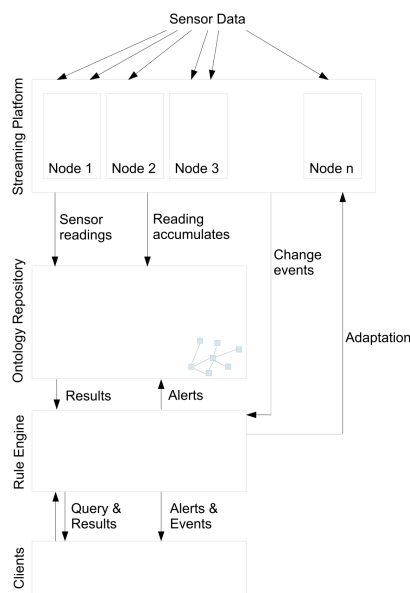 Sensor Data
Streaming Platform
Node 1
Node 2
Node 3
Node n
Sensor
readings
Reading
accumulates
Change
events
Adaptation
Ontology Repository
Results
Alerts
Rule Engine
Query &
Results
Alerts &
Events
Clients